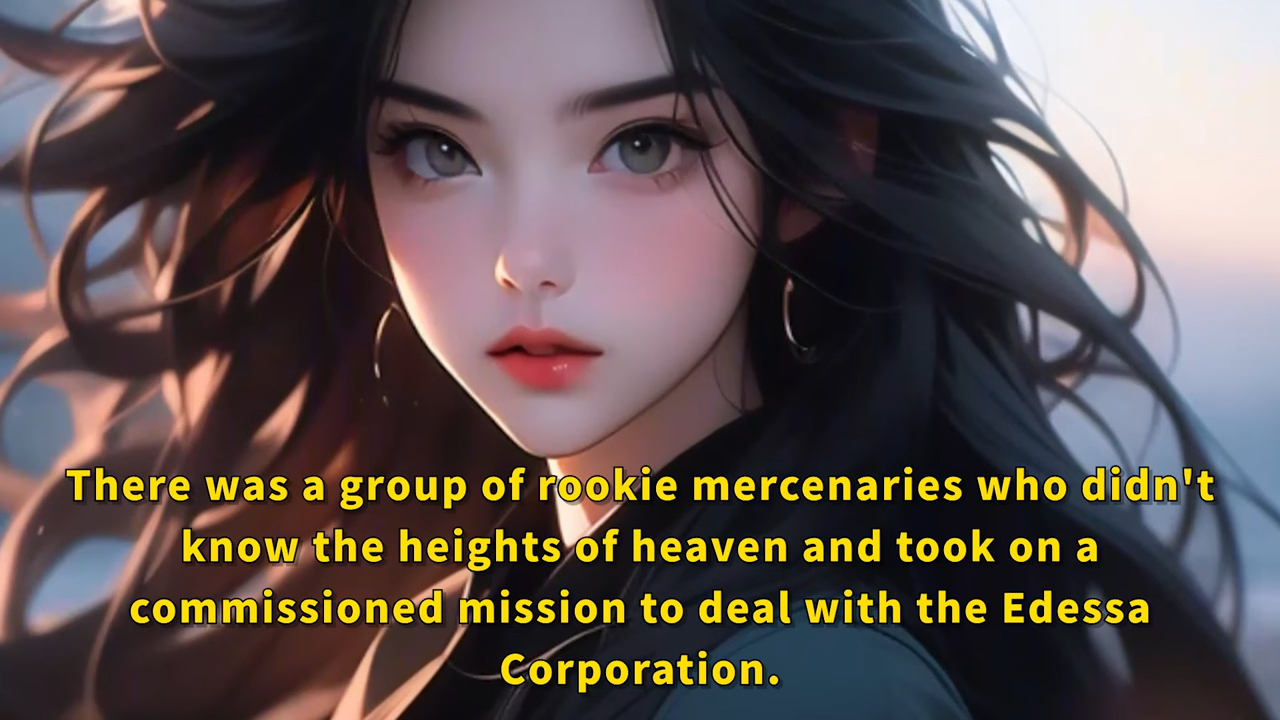 There was a group of rookie mercenaries who didn't
know the heights of heaven and took on a
commissioned mission to deal with the Edessa
Corporation.